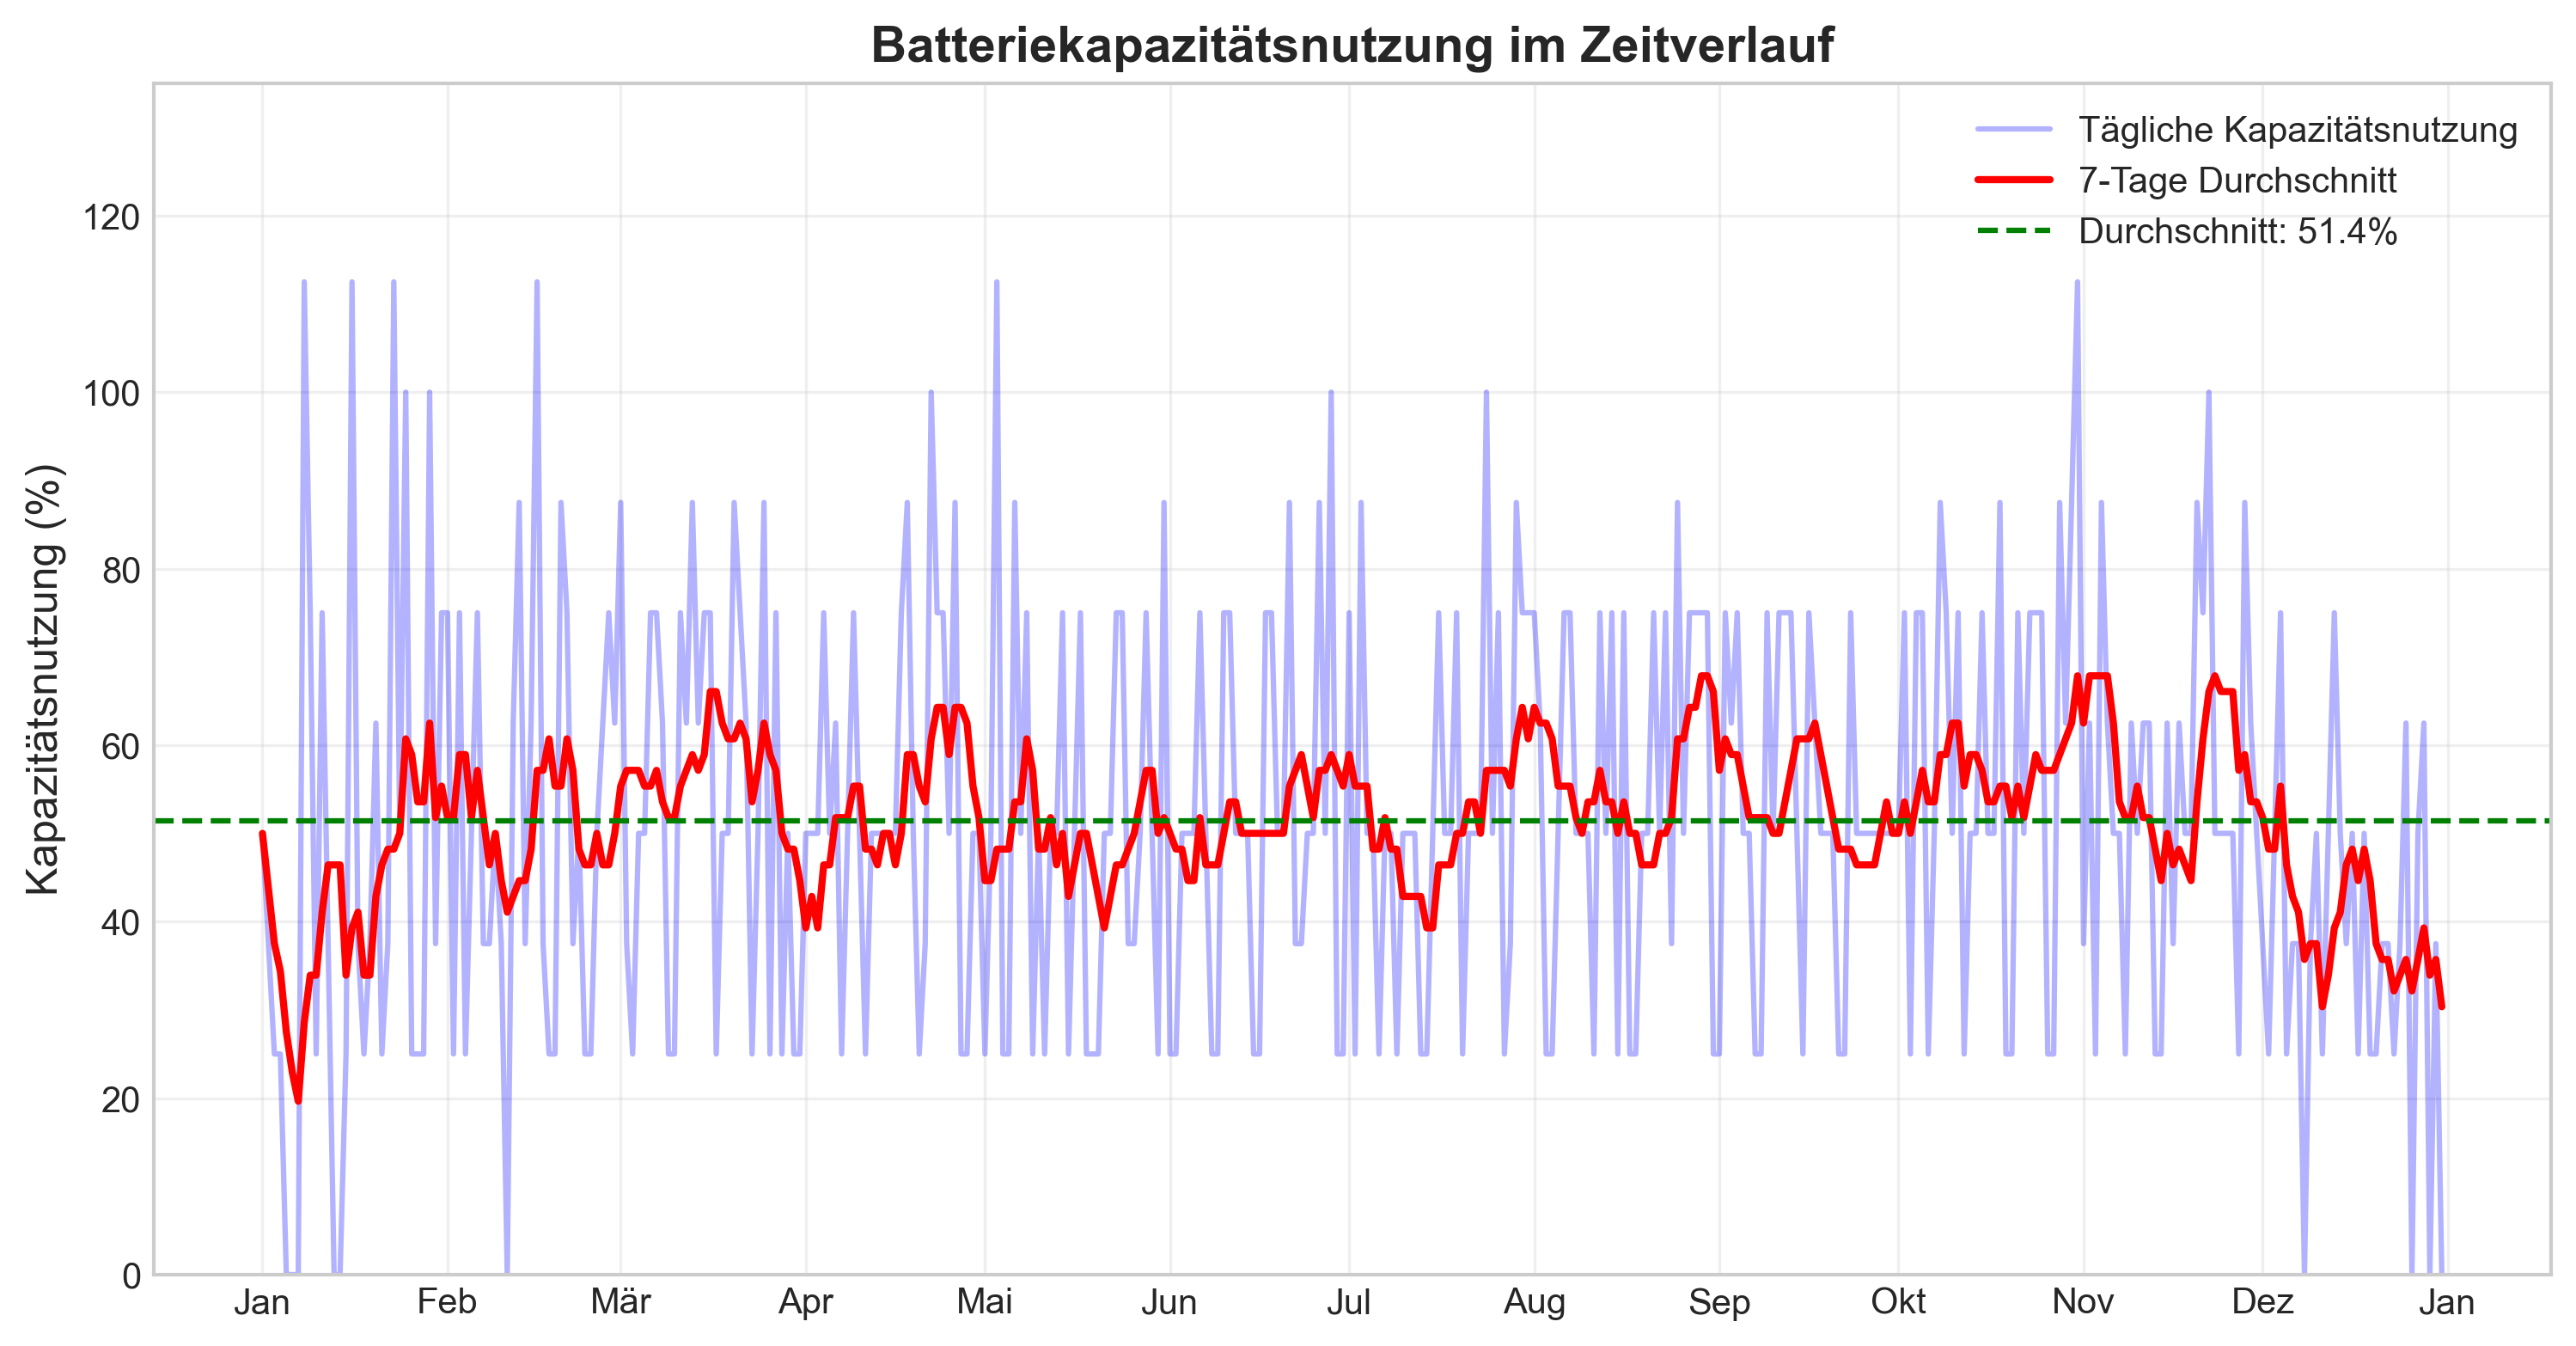 Batteriekapazitätsnutzung im Zeitverlauf
Tägliche Kapazitätsnutzung
7-Tage Durchschnitt
Durchschnitt: 51.4%
Kapazitätsnutzung (%)
120
100
80
60
40
20
0
Jan Feb Mär Apr Mai Jun Jul Aug Sep Okt Nov Dez Jan